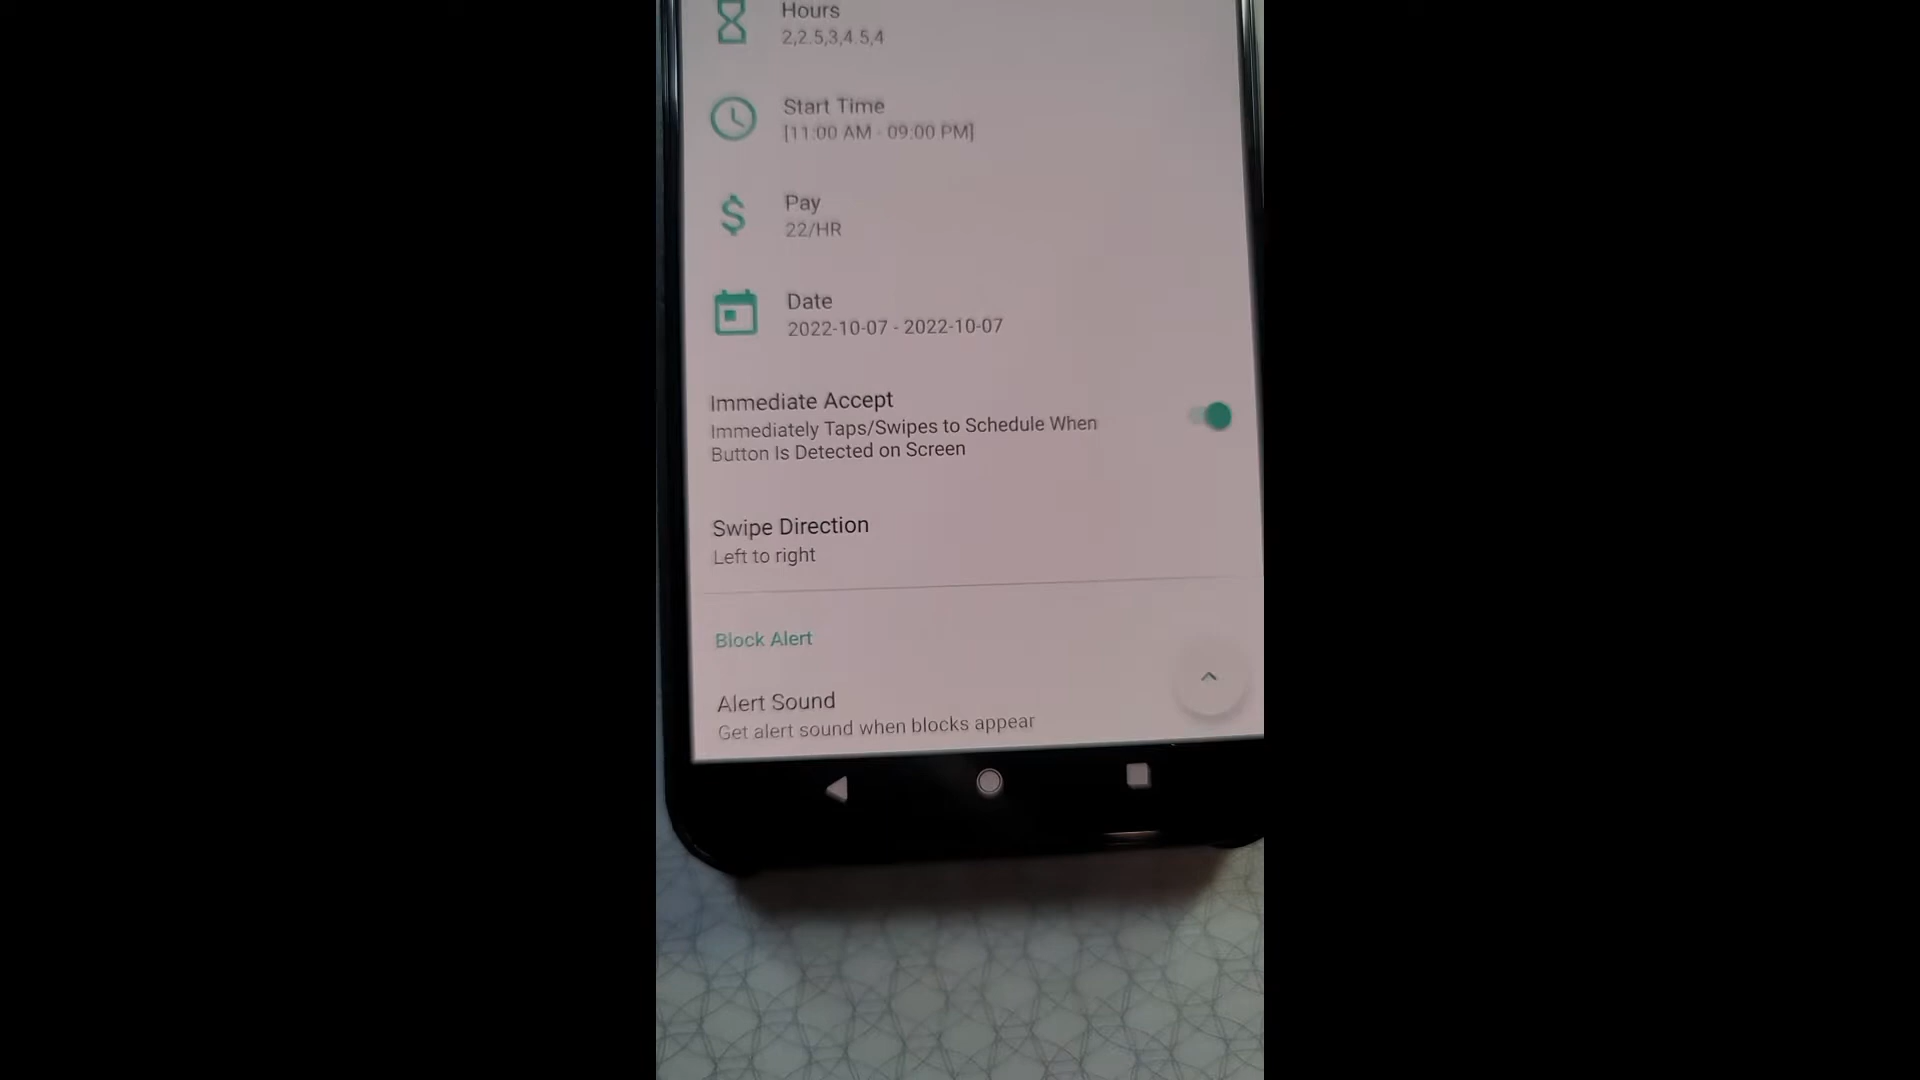 Hours
2,2.5,3,4.5,4
Start Time
[11:00 AM - 09:00 PM]
Pay
22/HR
Date
2022-10-07 - 2022-10-07
Immediate Accept
Immediately Taps/Swipes to Schedule When
Button Is Detected on Screen
Swipe Direction
Left to right
Block Alert
Alert Sound
Get alert sound when blocks appear